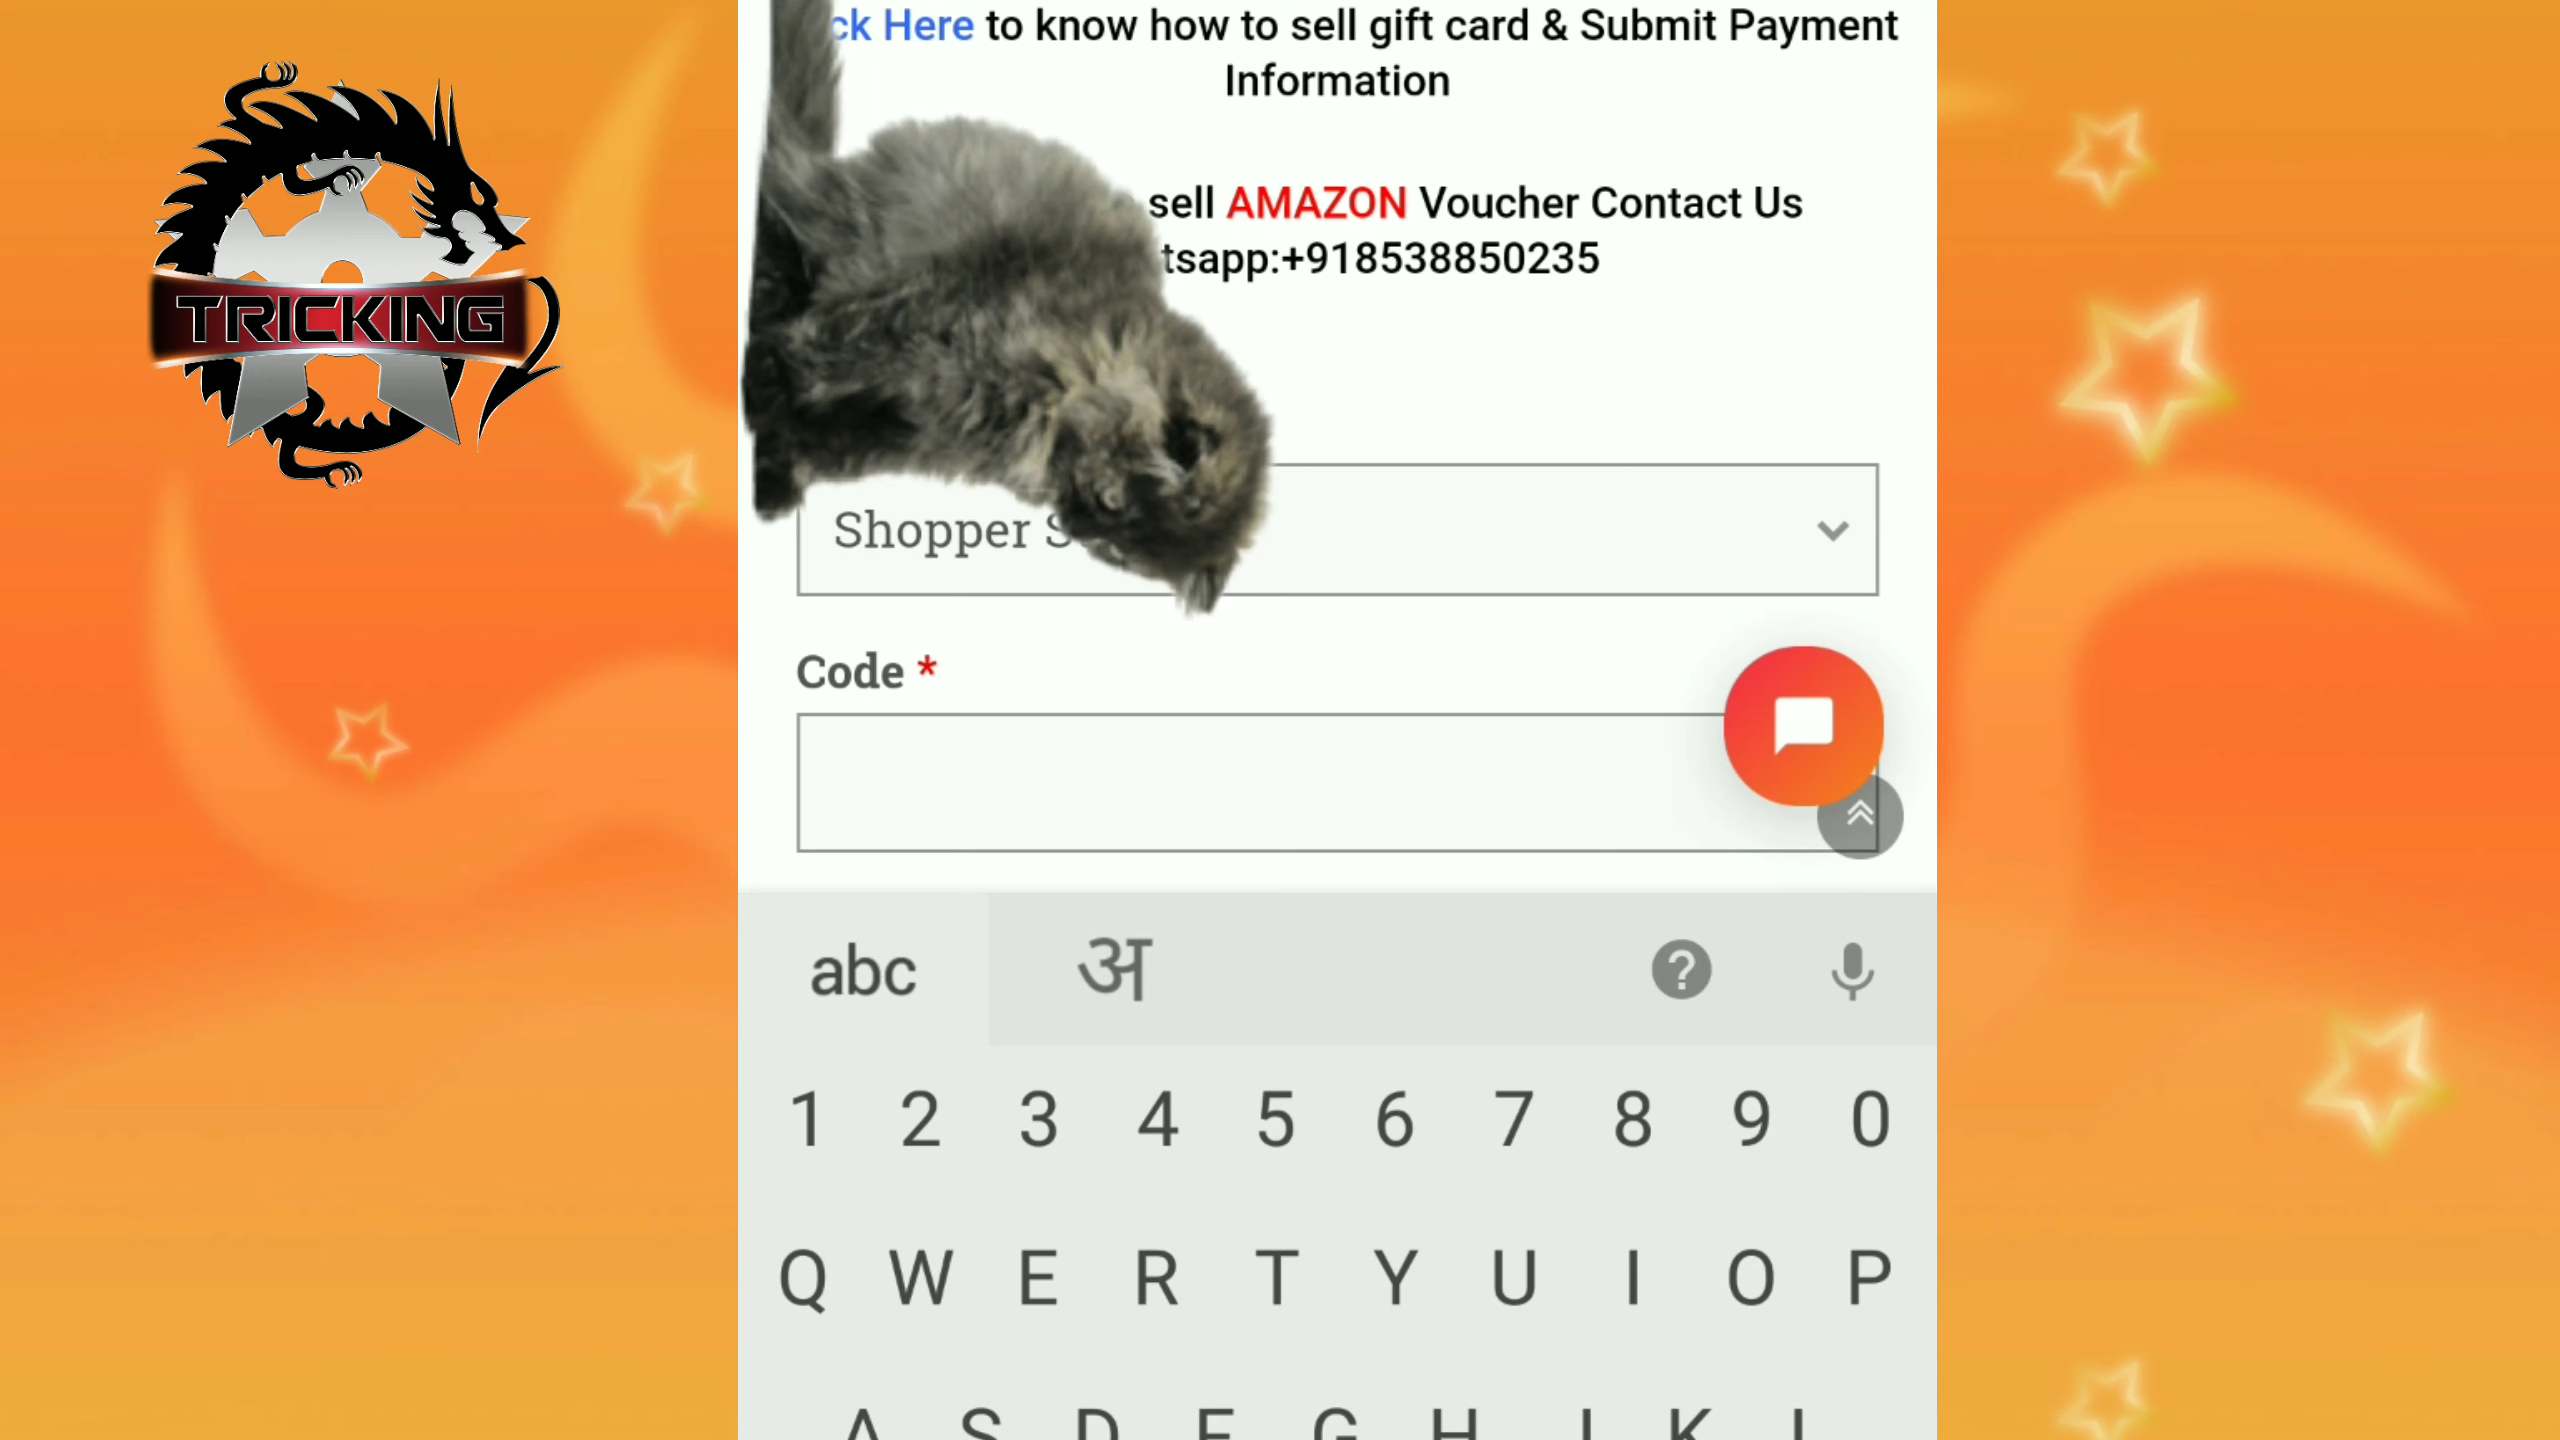 TRICKING
ck Here to know how to sell gift card & Submit Payment
Information
sell AMAZON Voucher Contact Us
tsapp:+918538850235
Shopper
Code *
abc अ
1 2 3 4 5 6 7 8 9 0
Q W E R T Y U I O P
A S D F G H J K L